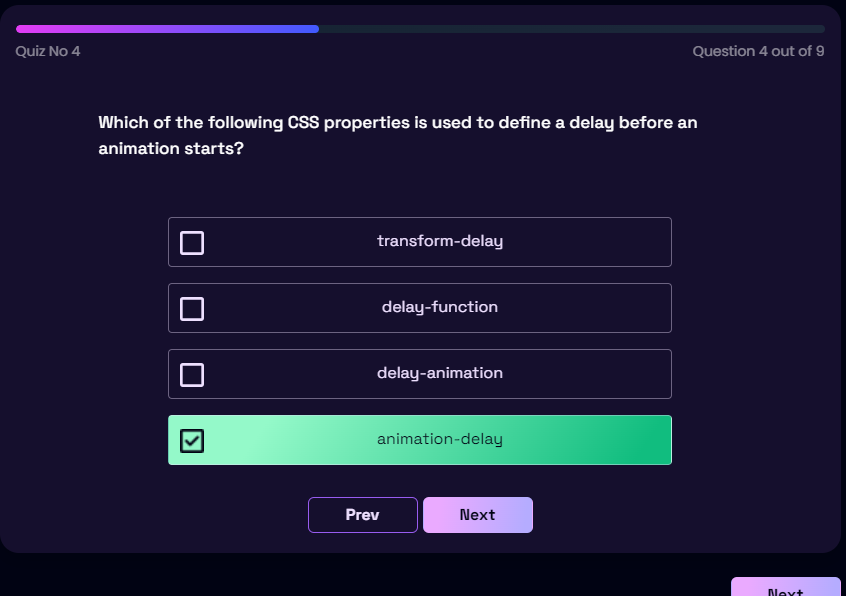 Quiz No 4
Question 4 out of 9
Which of the following CSS properties is used to define a delay before an
animation starts?
transform-delay
delay-function
delay-animation
animation-delay
Prev
Next
Next